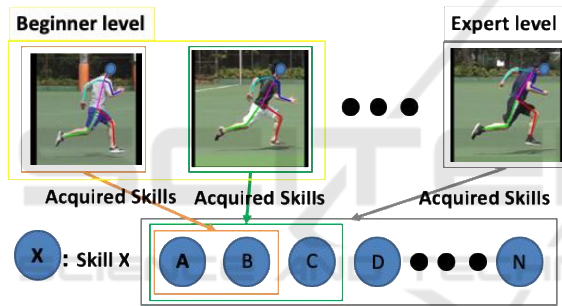 Beginner level
Expert level
Acquired Skills
Acquired Skills
Acquired Skills
X : Skill X
A B C D N